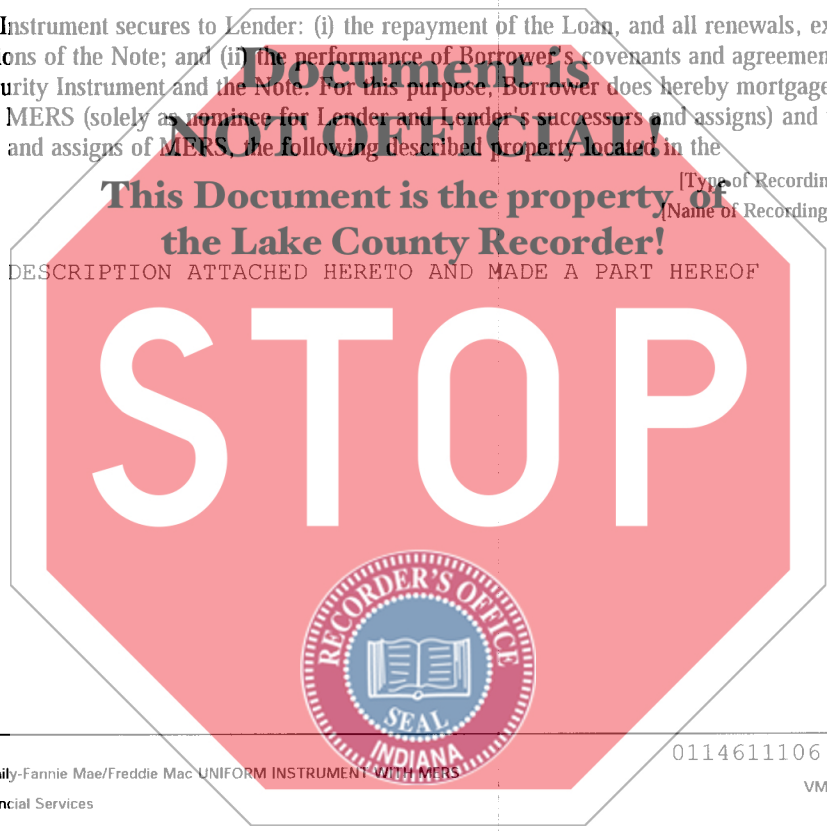 Instrument secures to Lender: (i) the repayment of the Loan, and all renewals, ex
ons of the Note; and (ii) the performance of Borrower's covenants and agreemen
urity Instrument and the Note. For this purpose, Borrower does hereby mortgage
MERS (solely as nominee for Lender and Lender's successors and assigns) and
and assigns of MERS, the following described property located in the
Document is
NOT OFFICIAL!
This Document is the property of
the Lake County Recorder!
[Type of Recordin
[Name of Recording
DESCRIPTION ATTACHED HERETO AND MADE A PART HEREOF
STOP
RECORDER'S OFFICE
SEAL
INDIANA
0114611106
ily-Fannie Mae/Freddie Mac UNIFORM INSTRUMENT WITH MERS
VM
ncial Services